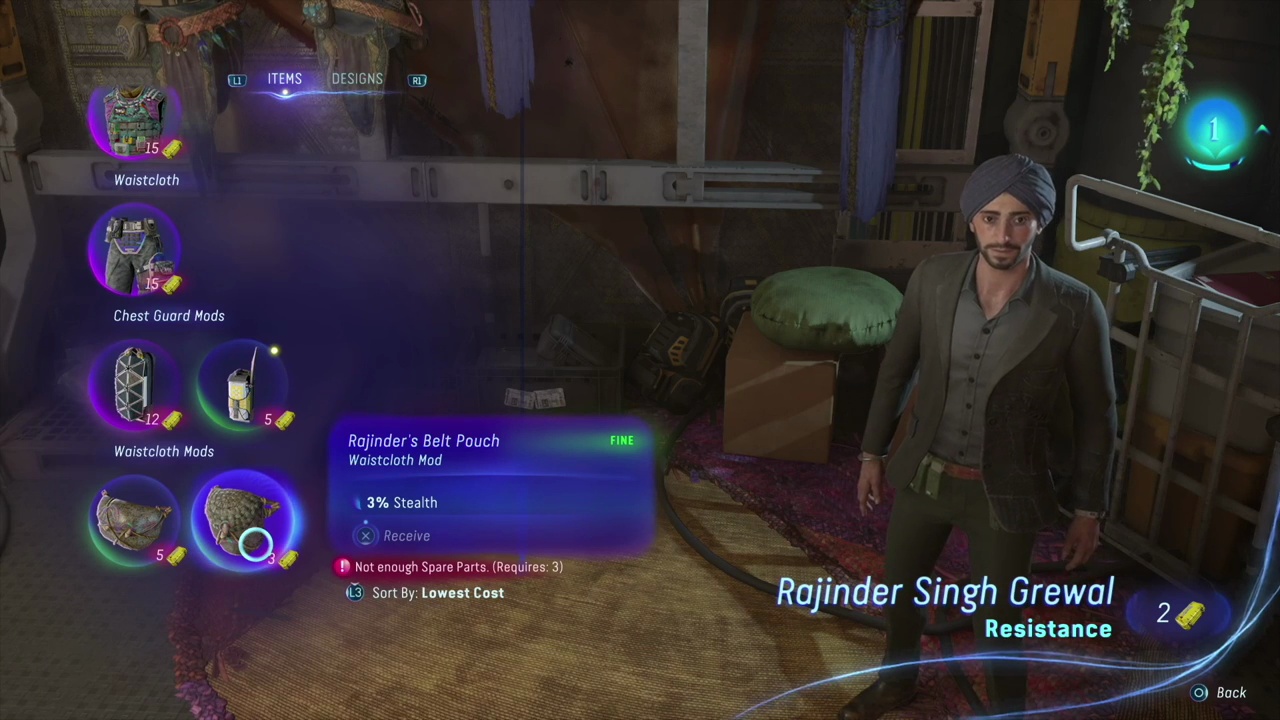 L1 ITEMS DESIGNS R1
15
Waistcloth
1
15
Chest Guard Mods
12
5
Waistcloth Mods
Rajinder's Belt Pouch FINE
Waistcloth Mod
3% Stealth
Receive
5
3
! Not enough Spare Parts. (Requires: 3)
L3 Sort By: Lowest Cost
Rajinder Singh Grewal
Resistance
2
Back